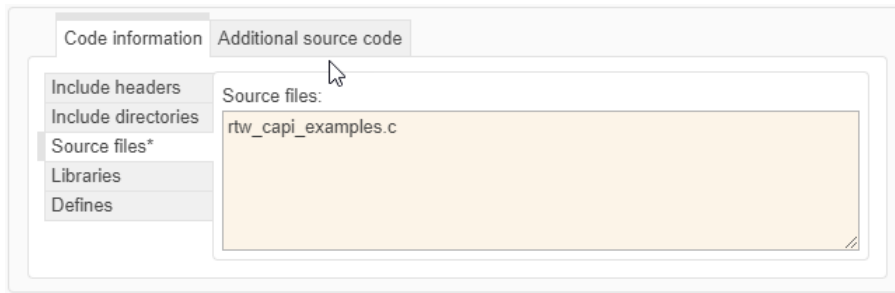 Code information Additional source code
Include headers
Include directories
Source files*
Libraries
Defines
Source files:
rtw_capi_examples.c